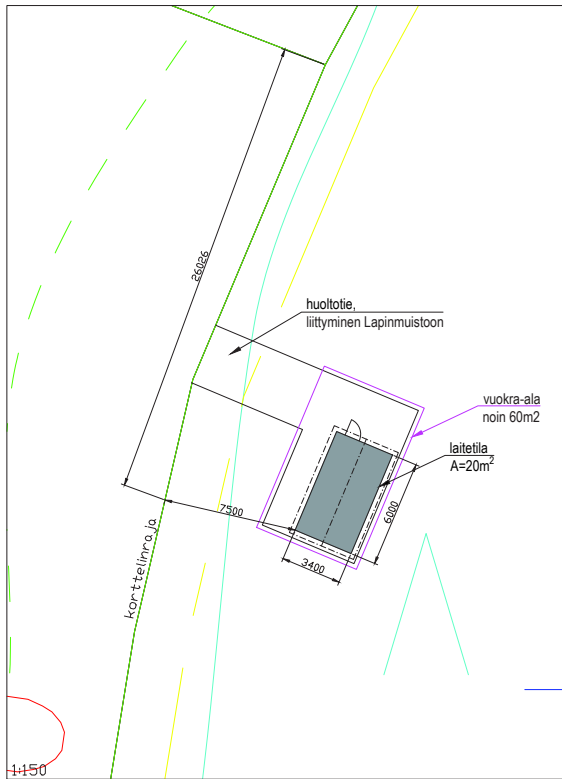 26026
huoltotie,
liittyminen Lapinmuistoon
vuokra-ala
noin 60m2
laitetila
A=20m²
7500
6000
3400
korttelinraja
1:150